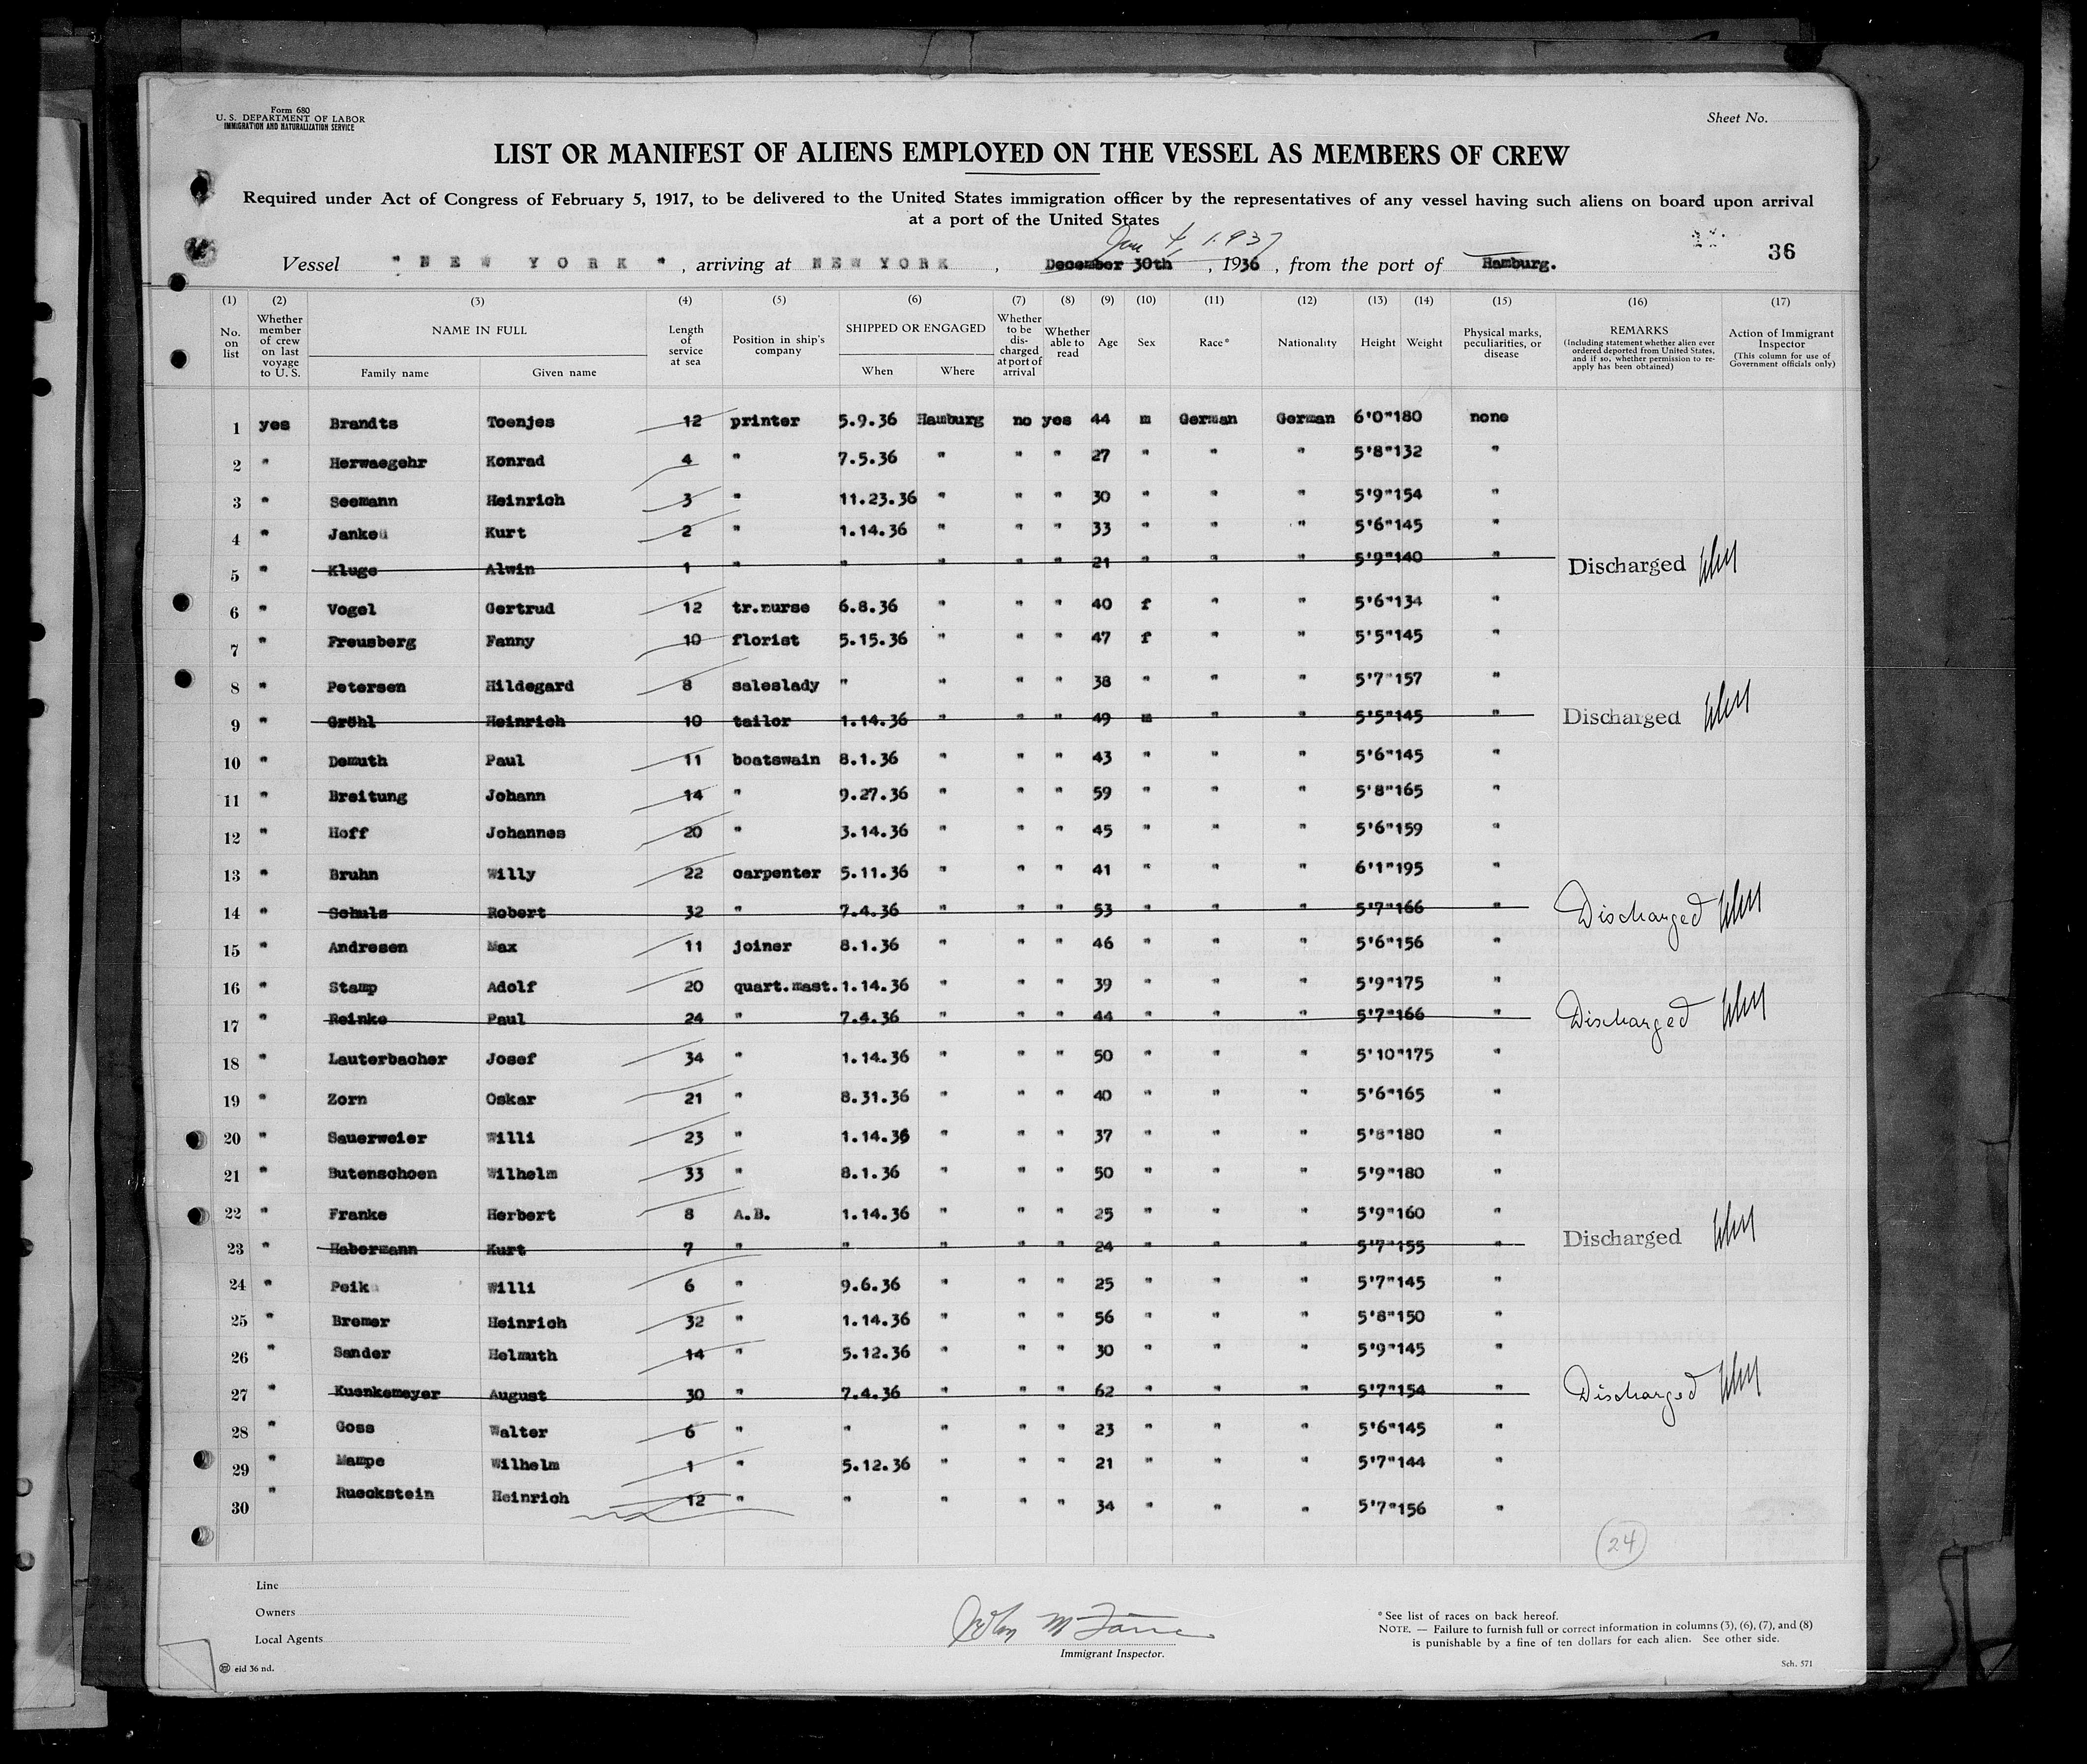 Form 680
U. S. DEPARTMENT OF LABOR
IMMIGRATION AND NATURALIZATION SERVICE
Sheet No.
LIST OR MANIFEST OF ALIENS EMPLOYED ON THE VESSEL AS MEMBERS OF CREW
Required under Act of Congress of February 5, 1917, to be delivered to the United States immigration officer by the representatives of any vessel having such aliens on board upon arrival
at a port of the United States
Jan 4, 1937
36
Vessel "NEW YORK", arriving at NEW YORK, December 30th, 1936, from the port of Hamburg.
(1) (2) (3) (4) (5) (6) (7) (8) (9) (10) (11) (12) (13) (14) (15) (16) (17)
No. on list
Whether member of crew on last voyage to U. S.
NAME IN FULL
Family name Given name
Length of service at sea
Position in ship's company
SHIPPED OR ENGAGED
When Where
Whether to be discharged at port of arrival
Whether able to read
Age
Sex
Race*
Nationality
Height
Weight
Physical marks, peculiarities, or disease
REMARKS
(Including statement whether alien ever ordered deported from United States, and if so, whether permission to re-apply has been obtained)
Action of Immigrant Inspector
(This column for use of Government officials only)
1 yes Brandts Toenjes 12 printer 5.9.36 Hamburg no yes 44 m German German 6'0" 180 none
2 " Herwaegehr Konrad 4 " 7.5.36 " " " 27 " " " 5'8" 132 "
3 " Seemann Heinrich 3 " 11.23.36 " " " 30 " " " 5'9" 154 "
4 " Janke Kurt 2 " 1.14.36 " " " 33 " " " 5'6" 145 "
5 " Kluge Alwin 1 " " " " " 21 " " " 5'9" 140 " Discharged
6 " Vogel Gertrud 12 tr.nurse 6.8.36 " " " 40 f " " 5'6" 134 "
7 " Freusberg Fanny 10 florist 5.15.36 " " " 47 f " " 5'5" 145 "
8 " Petersen Hildegard 8 saleslady " " " " 38 " " " 5'7" 157 "
9 " Gröhl Heinrich 10 tailor 1.14.36 " " " 49 m " " 5'5" 145 " Discharged
10 " Demuth Paul 11 boatswain 8.1.36 " " " 43 " " " 5'6" 145 "
11 " Breitung Johann 14 " 9.27.36 " " " 59 " " " 5'8" 165 "
12 " Hoff Johannes 20 " 3.14.36 " " " 45 " " " 5'6" 159 "
13 " Bruhn Willy 22 carpenter 5.11.36 " " " 41 " " " 6'1" 195 "
14 " Schulz Robert 32 " 7.4.36 " " " 53 " " " 5'7" 166 " Discharged
15 " Andresen Max 11 joiner 8.1.36 " " " 46 " " " 5'6" 156 "
16 " Stamp Adolf 20 quart.mast. 1.14.36 " " " 39 " " " 5'9" 175 "
17 " Reinke Paul 24 " 7.4.36 " " " 44 " " " 5'7" 166 " Discharged
18 " Lauterbacher Josef 34 " 1.14.36 " " " 50 " " " 5'10" 175 "
19 " Zorn Oskar 21 " 8.31.36 " " " 40 " " " 5'6" 165 "
20 " Sauerweier Willi 23 " 1.14.36 " " " 37 " " " 5'8" 180 "
21 " Butenschoen Wilhelm 33 " 8.1.36 " " " 50 " " " 5'9" 180 "
22 " Franke Herbert 8 A.B. 1.14.36 " " " 25 " " " 5'9" 160 "
23 " Habermann Kurt 7 " " " " " 24 " " " 5'7" 155 " Discharged
24 " Peik Willi 6 " 9.6.36 " " " 25 " " " 5'7" 145 "
25 " Bremer Heinrich 32 " 1.14.36 " " " 56 " " " 5'8" 150 "
26 " Sander Helmuth 14 " 5.12.36 " " " 30 " " " 5'9" 145 "
27 " Kuenkemeyer August 30 " 7.4.36 " " " 62 " " " 5'7" 154 " Discharged
28 " Goss Walter 6 " " " " " 23 " " " 5'6" 145 "
29 " Mampe Wilhelm 1 " 5.12.36 " " " 21 " " " 5'7" 144 "
30 " Rueckstein Heinrich 12 " " " " " 34 " " " 5'7" 156 "
24
Line
Owners
Local Agents
Immigrant Inspector.
* See list of races on back hereof.
NOTE. — Failure to furnish full or correct information in columns (3), (6), (7), and (8)
is punishable by a fine of ten dollars for each alien. See other side.
eid 36 nd.
Sch. 571